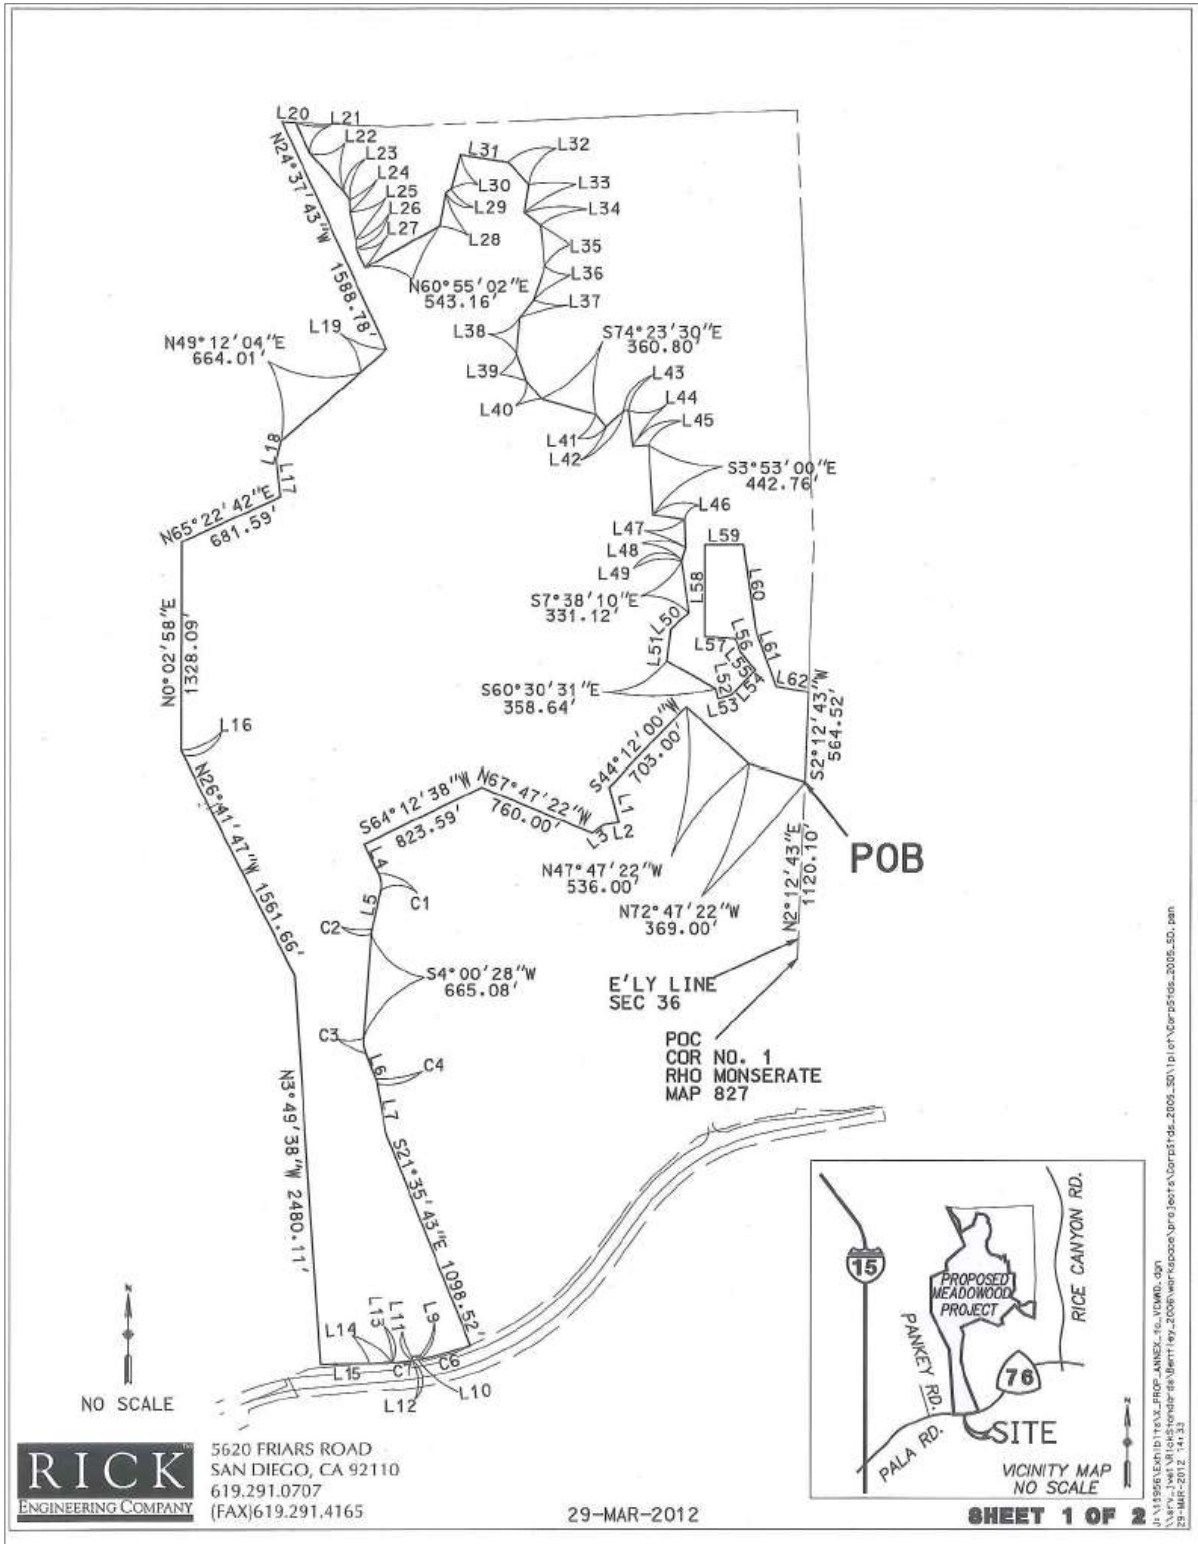 L20
L21
L22
L23
L24
L25
L26
L27
N24°37'43"W 1588.78'
L31
L32
L33
L30
L29
L34
L28
L35
L36
L37
N60°55'02"E
543.16'
L19
N49°12'04"E
664.01'
L38
S74°23'30"E
360.80'
L39
L40
L43
L44
L45
L41
L42
L18
L17
S3°53'00"E
442.76'
N65°22'42"E
681.59'
L46
L47
L48
L49
L59
L58
L60
S7°38'10"E
331.12'
L50
L51
L57
L56
L61
L55
L54
L52
L53
L62
N0°02'58"E
1328.09'
S60°30'31"E
358.64'
S2°12'43"W
564.52'
L16
S44°12'00"W
703.00'
N26°41'47"W 1561.66'
S64°12'38"W
823.59'
N67°47'22"W
760.00'
L1
L2
L3
L4
POB
N47°47'22"W
536.00'
N72°47'22"W
369.00'
N2°12'43"E
1120.10'
C1
L5
C2
S4°00'28"W
665.08'
E'LY LINE
SEC 36
C3
L6
C4
POC
COR NO. 1
RHO MONSERATE
MAP 827
N3°49'38"W 2480.11'
L7
S21°35'43"E 1098.52'
L14
L13
L11
L9
L15
C7
C6
L10
L12
NO SCALE
15
PROPOSED
MEADOWOOD
PROJECT
RICE CANYON RD.
PANKEY RD.
76
PALA RD.
SITE
VICINITY MAP
NO SCALE
RICK
ENGINEERING COMPANY
5620 FRIARS ROAD
SAN DIEGO, CA 92110
619.291.0707
(FAX)619.291.4165
29-MAR-2012
SHEET 1 OF 2
29-MAR-2012 14:33